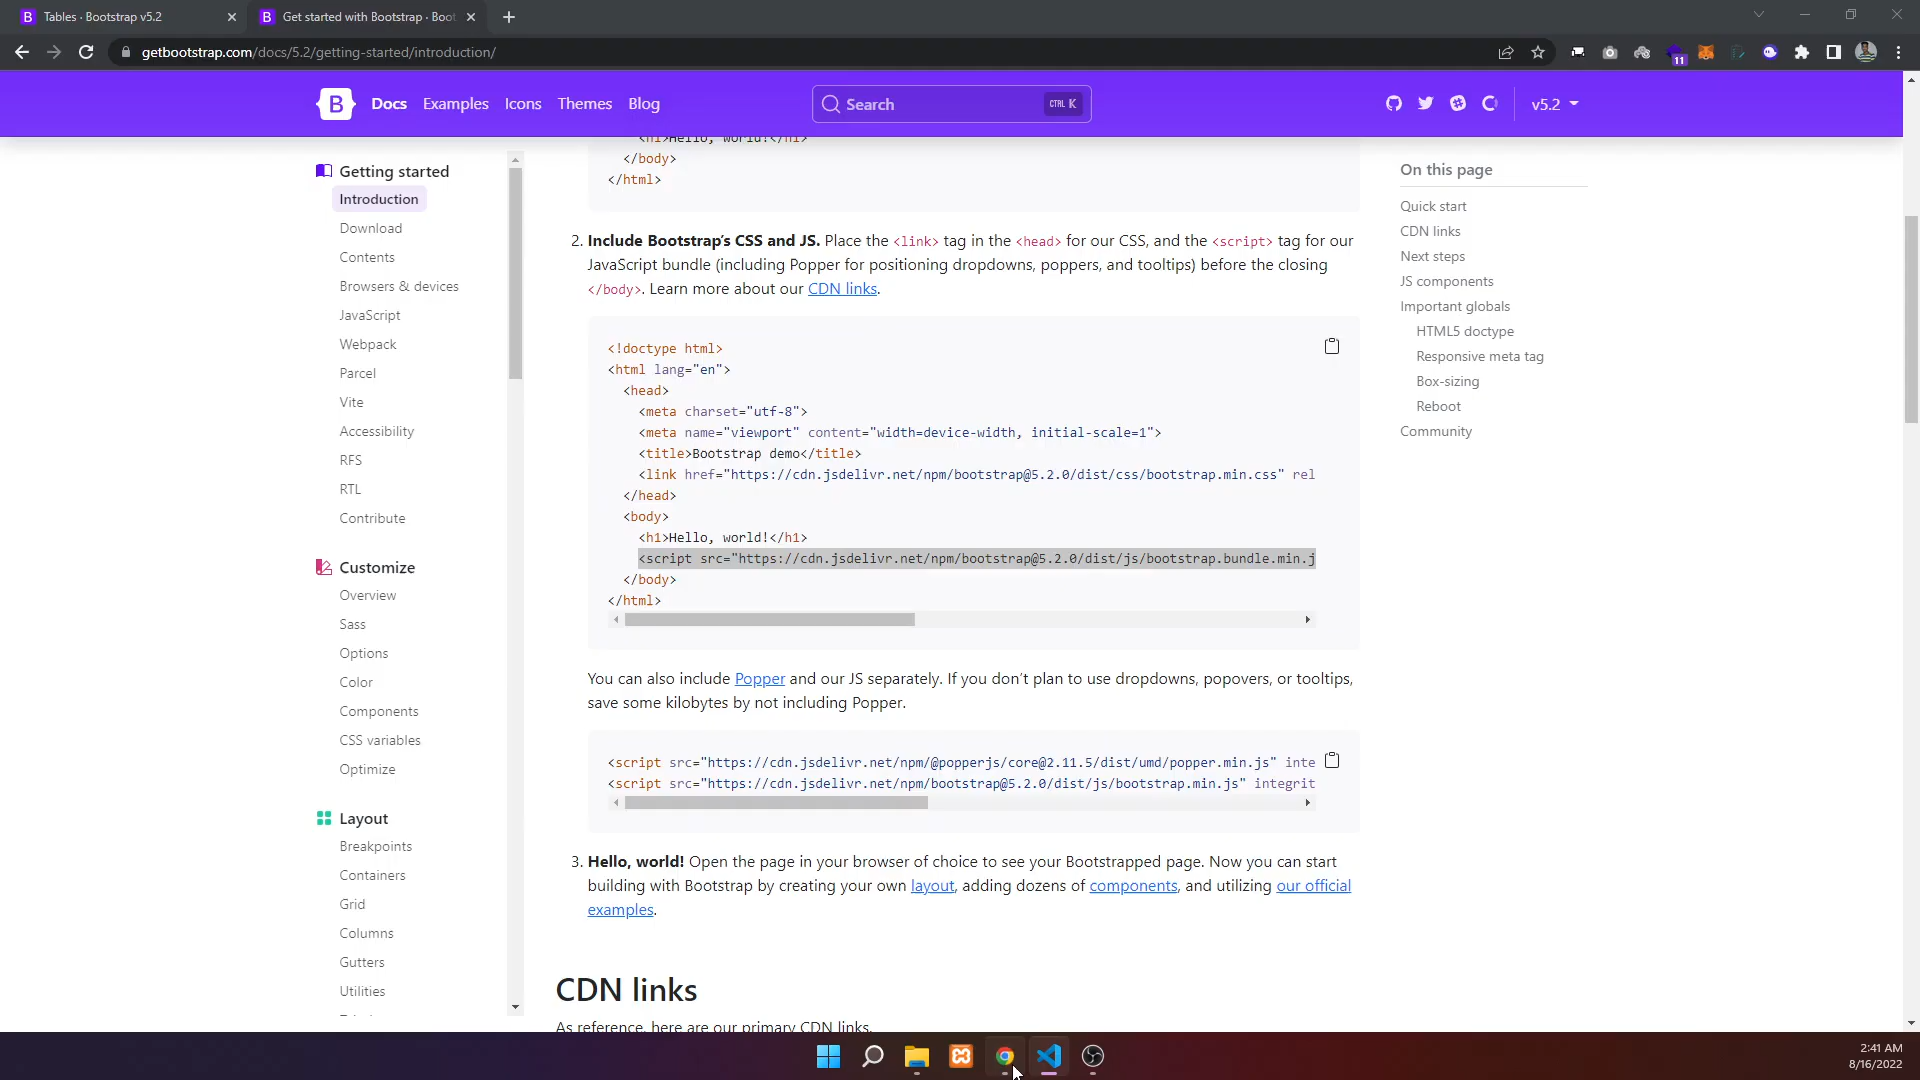 Tables · Bootstrap v5.2
Get started with Bootstrap · Boot
getbootstrap.com/docs/5.2/getting-started/introduction/
11
B
Docs
Examples
Icons
Themes
Blog
Search
CTRL K
v5.2
Getting started
Introduction
Download
Contents
Browsers & devices
JavaScript
Webpack
Parcel
Vite
Accessibility
RFS
RTL
Contribute
Customize
Overview
Sass
Options
Color
Components
CSS variables
Optimize
Layout
Breakpoints
Containers
Grid
Columns
Gutters
Utilities
<h1>Hello, world!</h1>
</body>
</html>
2. Include Bootstrap’s CSS and JS. Place the <link> tag in the <head> for our CSS, and the <script> tag for our
JavaScript bundle (including Popper for positioning dropdowns, poppers, and tooltips) before the closing
</body>. Learn more about our CDN links.
<!doctype html>
<html lang="en">
<head>
<meta charset="utf-8">
<meta name="viewport" content="width=device-width, initial-scale=1">
<title>Bootstrap demo</title>
<link href="https://cdn.jsdelivr.net/npm/bootstrap@5.2.0/dist/css/bootstrap.min.css" rel
</head>
<body>
<h1>Hello, world!</h1>
<script src="https://cdn.jsdelivr.net/npm/bootstrap@5.2.0/dist/js/bootstrap.bundle.min.j
</body>
</html>
You can also include Popper and our JS separately. If you don’t plan to use dropdowns, popovers, or tooltips,
save some kilobytes by not including Popper.
<script src="https://cdn.jsdelivr.net/npm/@popperjs/core@2.11.5/dist/umd/popper.min.js" inte
<script src="https://cdn.jsdelivr.net/npm/bootstrap@5.2.0/dist/js/bootstrap.min.js" integrit
3. Hello, world! Open the page in your browser of choice to see your Bootstrapped page. Now you can start
building with Bootstrap by creating your own layout, adding dozens of components, and utilizing our official
examples.
CDN links
As reference, here are our primary CDN links.
On this page
Quick start
CDN links
Next steps
JS components
Important globals
HTML5 doctype
Responsive meta tag
Box-sizing
Reboot
Community
2:41 AM
8/16/2022